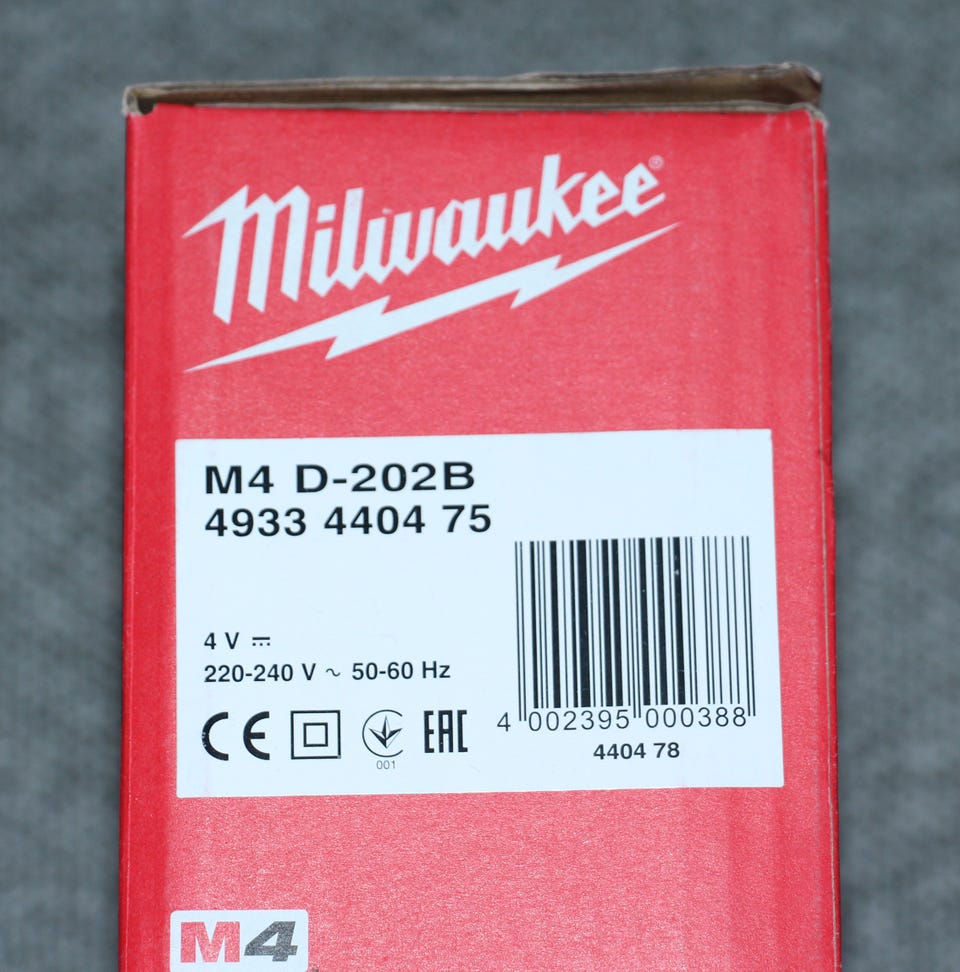 Milwaukee®
M4 D-202B
4933 4404 75
4 V ⎓
220-240 V ~ 50-60 Hz
CE
001
EAC
4 002395 000388
4404 78
M4